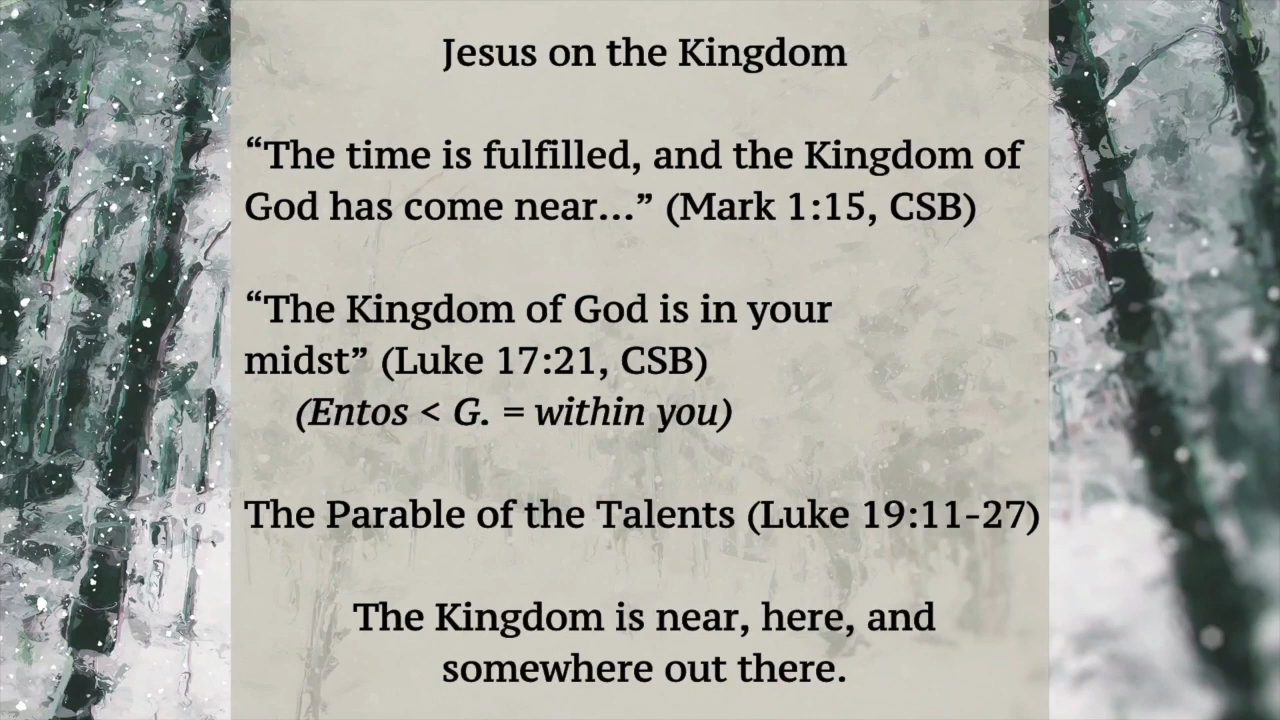 Jesus on the Kingdom
“The time is fulfilled, and the Kingdom of
God has come near...” (Mark 1:15, CSB)
“The Kingdom of God is in your
midst” (Luke 17:21, CSB)
(Entos < G. = within you)
The Parable of the Talents (Luke 19:11-27)
The Kingdom is near, here, and
somewhere out there.